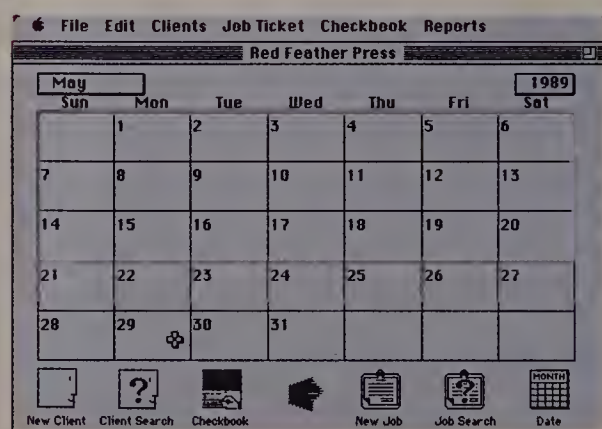 File Edit Clients Job Ticket Checkbook Reports
Red Feather Press
May 1989
Sun Mon Tue Wed Thu Fri Sat
1 2 3 4 5 6
7 8 9 10 11 12 13
14 15 16 17 18 19 20
21 22 23 24 25 26 27
28 29 30 31
?
?
MONTH
New Client Client Search Checkbook New Job Job Search Date